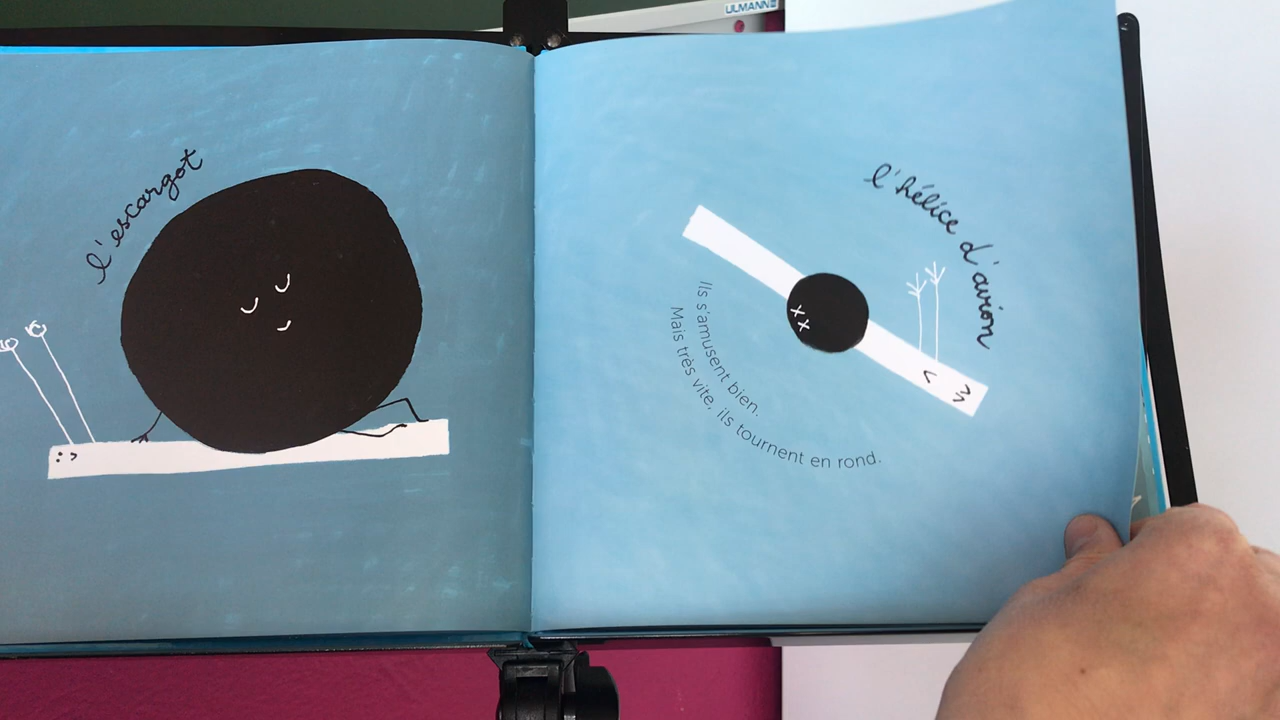 ULMANN
l'escargot
l'hélice d'avion
Ils s'amusent bien.
Mais très vite, ils tournent en rond.